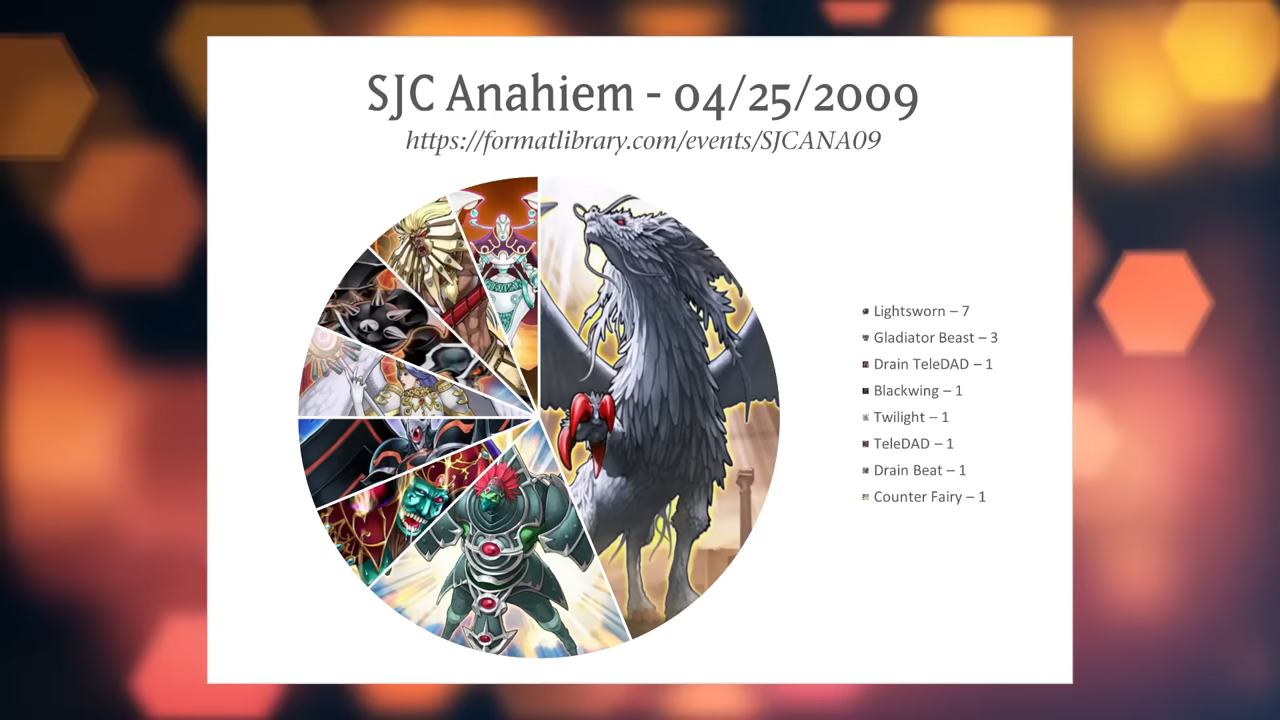 SJC Anahiem - 04/25/2009
https://formatlibrary.com/events/SJCANA09
Lightsworn – 7
Gladiator Beast – 3
Drain TeleDAD – 1
Blackwing – 1
Twilight – 1
TeleDAD – 1
Drain Beat – 1
Counter Fairy – 1